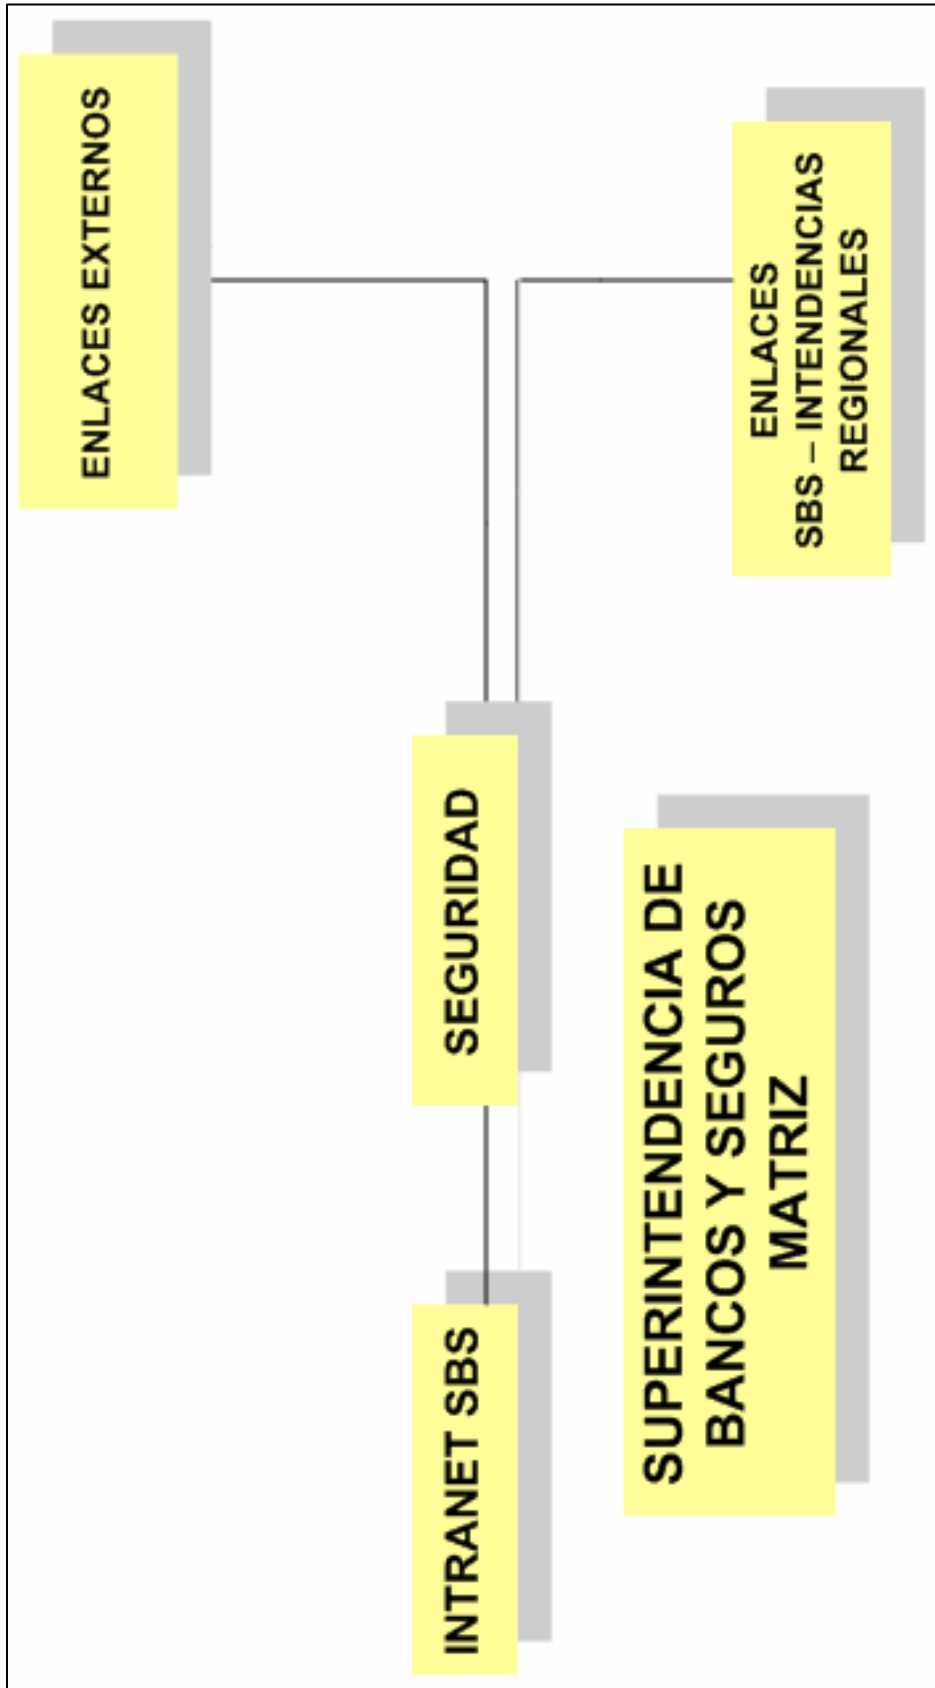 INTRANET SBS
SEGURIDAD
ENLACES EXTERNOS
SUPERINTENDENCIA DE
BANCOS Y SEGUROS
MATRIZ
ENLACES
SBS – INTENDENCIAS
REGIONALES